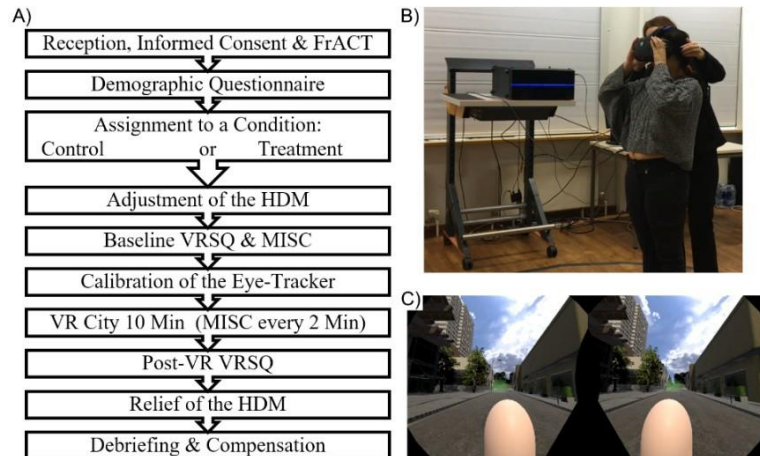 A)
Reception, Informed Consent & FrACT
Demographic Questionnaire
Assignment to a Condition:
Control or Treatment
Adjustment of the HDM
Baseline VRSQ & MISC
Calibration of the Eye-Tracker
VR City 10 Min (MISC every 2 Min)
Post-VR VRSQ
Relief of the HDM
Debriefing & Compensation
B)
C)